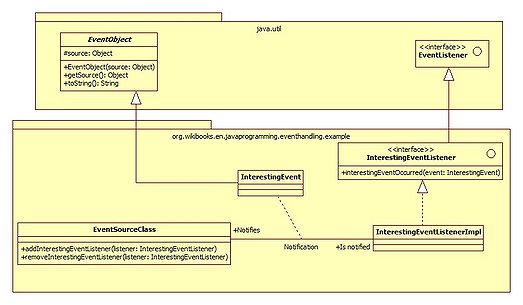 java.util
EventObject
#source: Object
+EventObject(source: Object)
+getSource(): Object
+toString(): String
<<interface>>
EventListener
org.wikibooks.en.javaprogramming.eventhandling.example
<<interface>>
InterestingEventListener
+interestingEventOccurred(event: InterestingEvent)
InterestingEvent
EventSourceClass
+addInterestingEventListener(listener: InterestingEventListener)
+removeInterestingEventListener(listener: InterestingEventListener)
+Notifies
Notification
+Is notified
InterestingEventListenerImpl